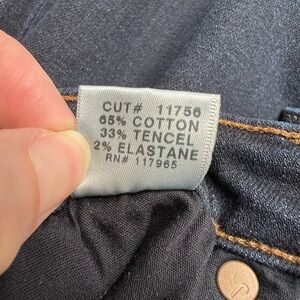 CUT# 11756
65% COTTON
33% TENCEL
2% ELASTANE
RN# 117965